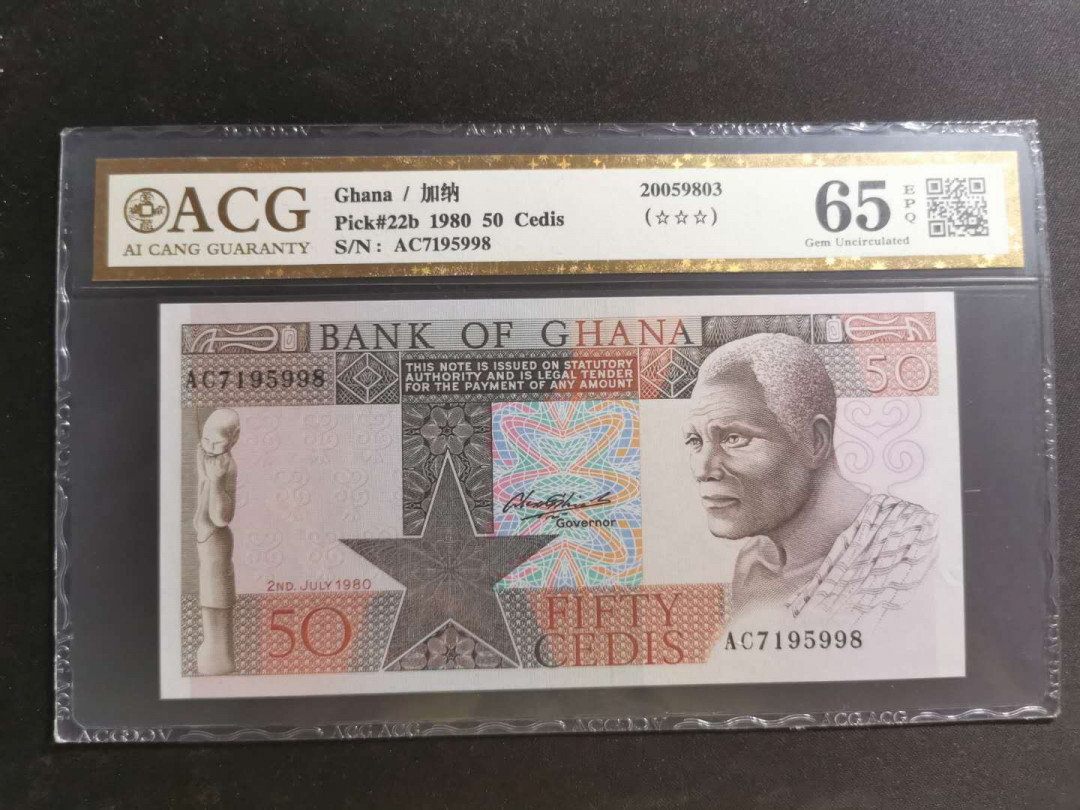 ACG
AI CANG GUARANTY
Ghana / 加纳
Pick#22b 1980 50 Cedis
S/N: AC7195998
20059803
(☆☆☆)
65 EPQ
Gem Uncirculated
BANK OF GHANA
AC7195998
THIS NOTE IS ISSUED ON STATUTORY
AUTHORITY AND IS LEGAL TENDER
FOR THE PAYMENT OF ANY AMOUNT
50
Governor
2ND. JULY 1980
50
FIFTY
CEDIS
AC7195998